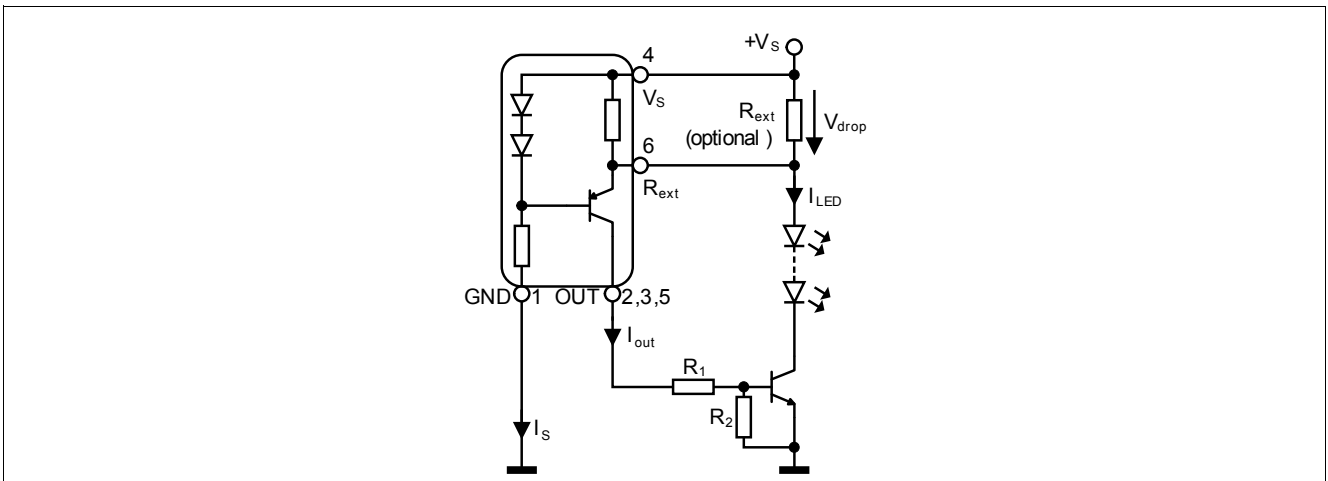 +VS
4
VS
Rext
(optional )
Vdrop
6
Rext
ILED
GND 1 OUT 2,3,5
Iout
R1
R2
IS